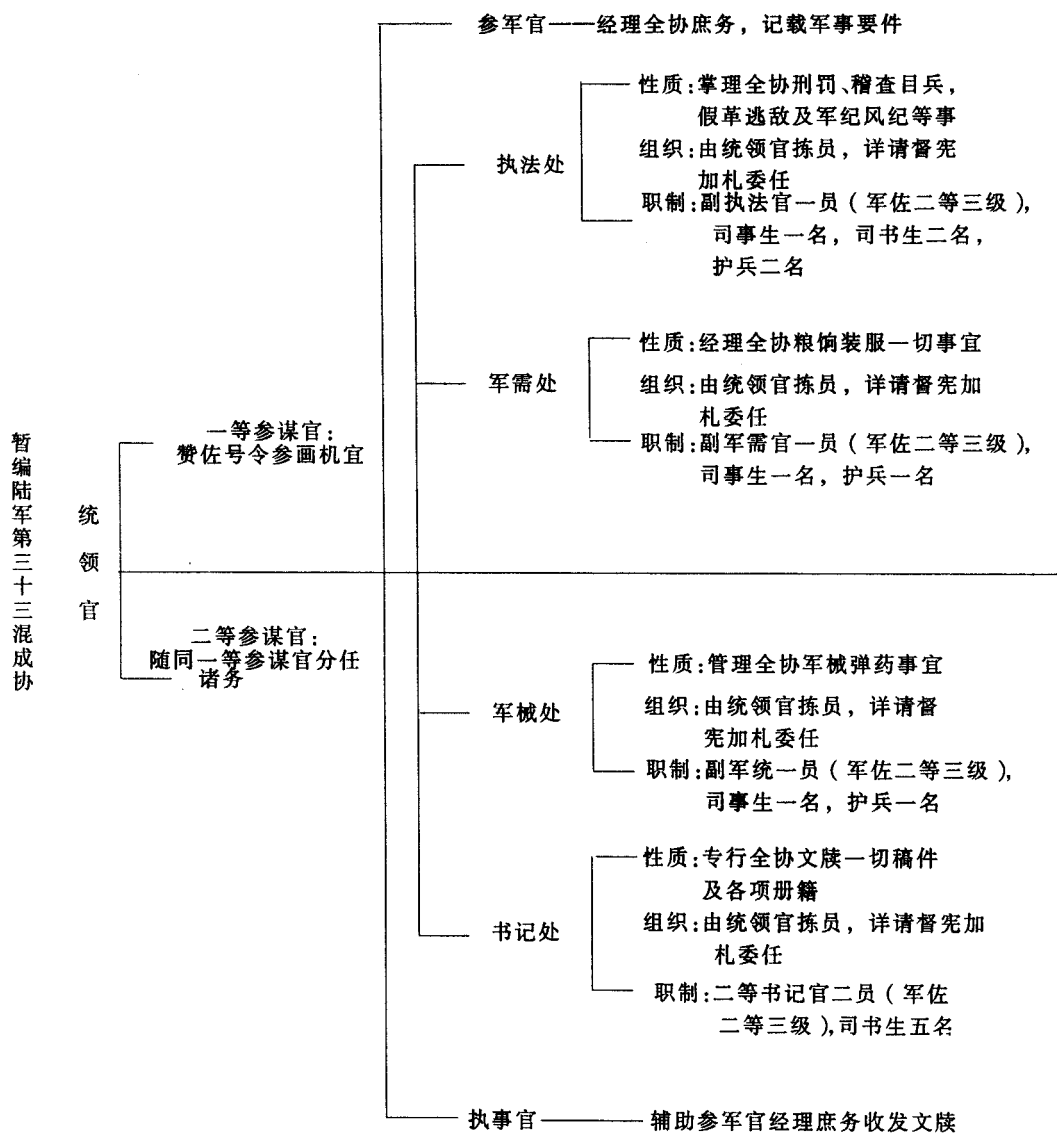 暂编陆军第三十三混成协
统领官
一等参谋官:
赞佐号令参画机宜
二等参谋官:
随同一等参谋官分任
诸务
参军官——经理全协庶务，记载军事要件
执法处
性质:掌理全协刑罚、稽查目兵，
假革逃敌及军纪风纪等事
组织:由统领官拣员，详请督宪
加札委任
职制:副执法官一员（军佐二等三级），
司事生一名，司书生二名，
护兵二名
军需处
性质:经理全协粮饷装服一切事宜
组织:由统领官拣员，详请督宪加
札委任
职制:副军需官一员（军佐二等三级），
司事生一名，护兵一名
军械处
性质:管理全协军械弹药事宜
组织:由统领官拣员，详请督
宪加札委任
职制:副军统一员（军佐二等三级），
司事生一名，护兵一名
书记处
性质:专行全协文牍一切稿件
及各项册籍
组织:由统领官拣员，详请督宪加
札委任
职制:二等书记官二员（军佐
二等三级），司书生五名
执事官——辅助参军官经理庶务收发文牍